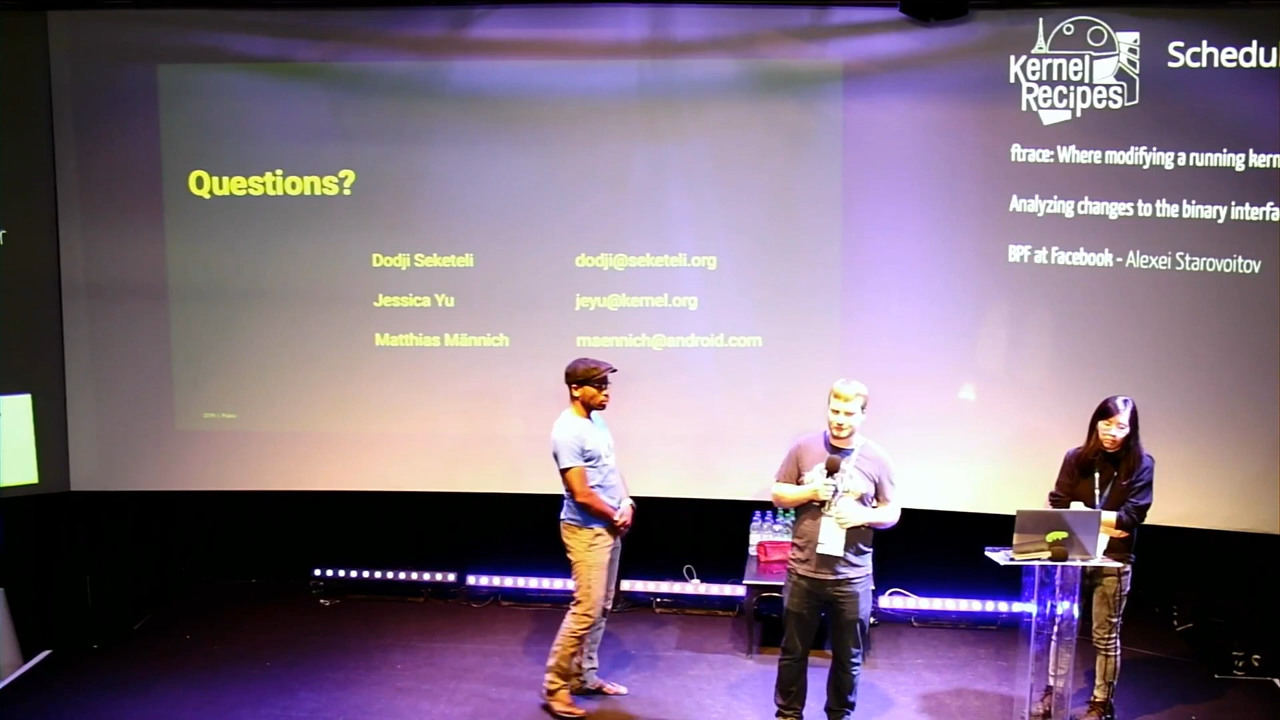 Questions?
Dodji Seketeli dodji@seketeli.org
Jessica Yu jeyu@kernel.org
Matthias Männich maennich@android.com
Kernel
Recipes
Schedu
ftrace: Where modifying a running kern
Analyzing changes to the binary interfa
BPF at Facebook - Alexei Starovoitov